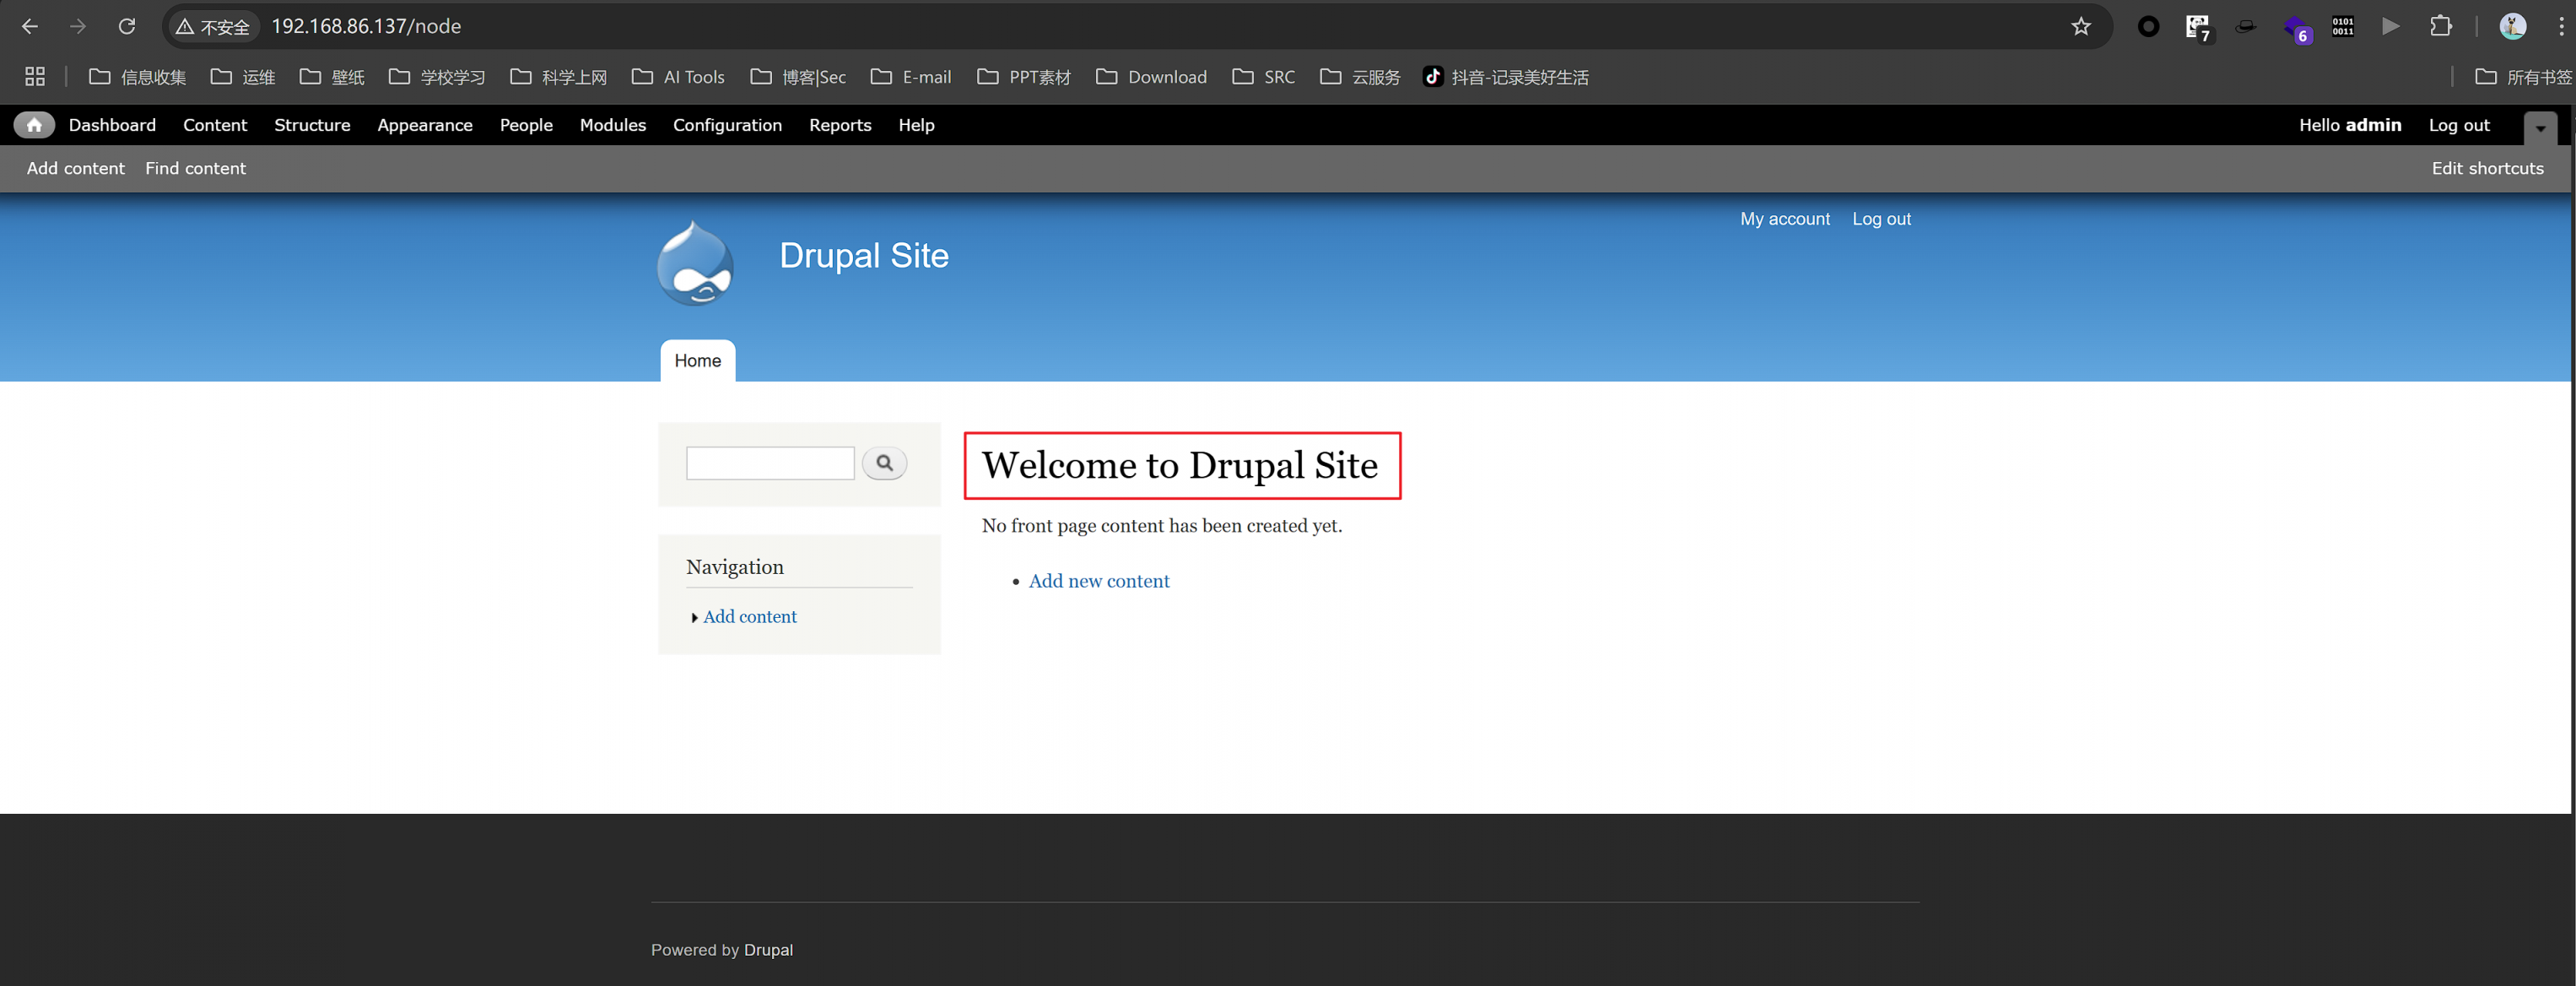 不安全 192.168.86.137/node 7 6 0101 0011
信息收集 运维 壁纸 学校学习 科学上网 AI Tools 博客|Sec E-mail PPT素材 Download SRC 云服务 抖音-记录美好生活 所有书签
Dashboard Content Structure Appearance People Modules Configuration Reports Help Hello admin Log out
Add content Find content Edit shortcuts
My account Log out
Drupal Site
Home
Welcome to Drupal Site
No front page content has been created yet.
Add new content
Navigation
Add content
Powered by Drupal